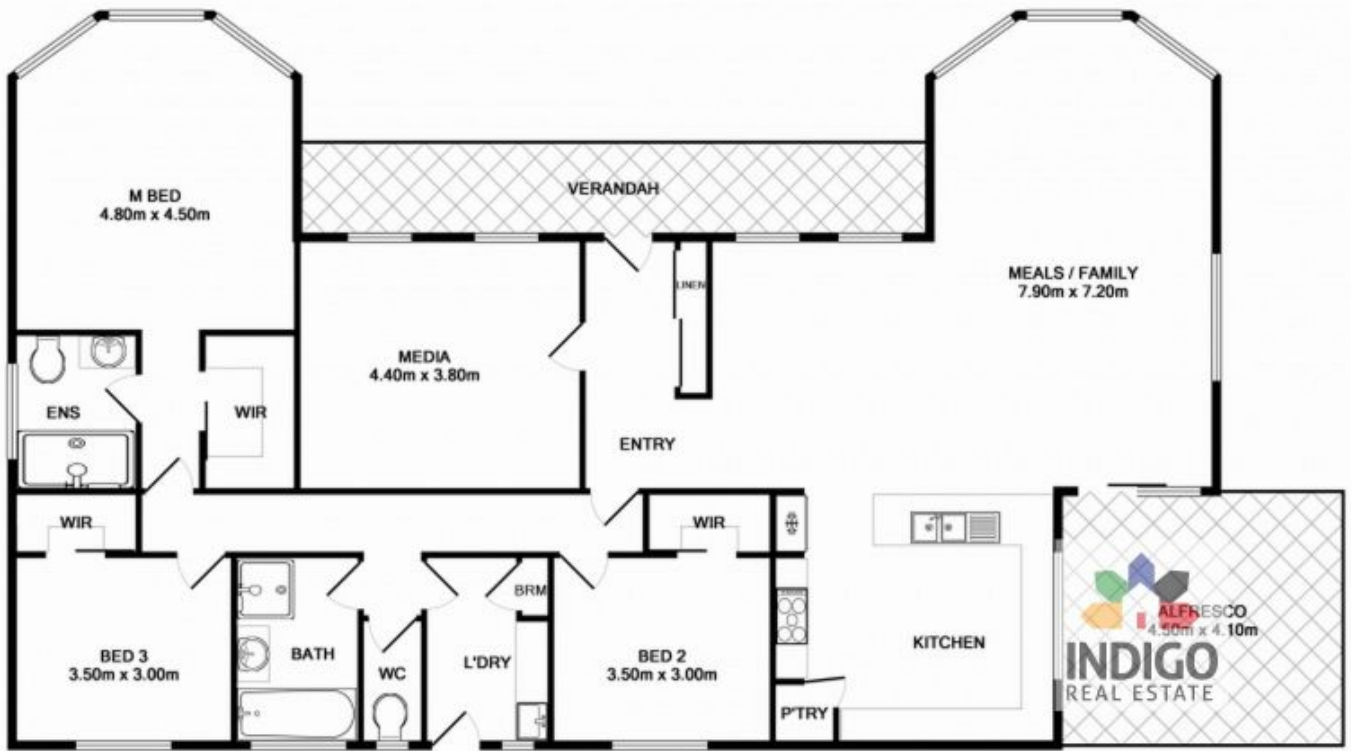 M BED
4.80m x 4.50m
VERANDAH
MEALS / FAMILY
7.90m x 7.20m
LINEN
MEDIA
4.40m x 3.80m
ENS
WIR
ENTRY
WIR
WIR
BRM
BED 3
3.50m x 3.00m
BATH
WC
L'DRY
BED 2
3.50m x 3.00m
KITCHEN
P'TRY
ALFRESCO
4.50m x 4.10m
INDIGO
REAL ESTATE